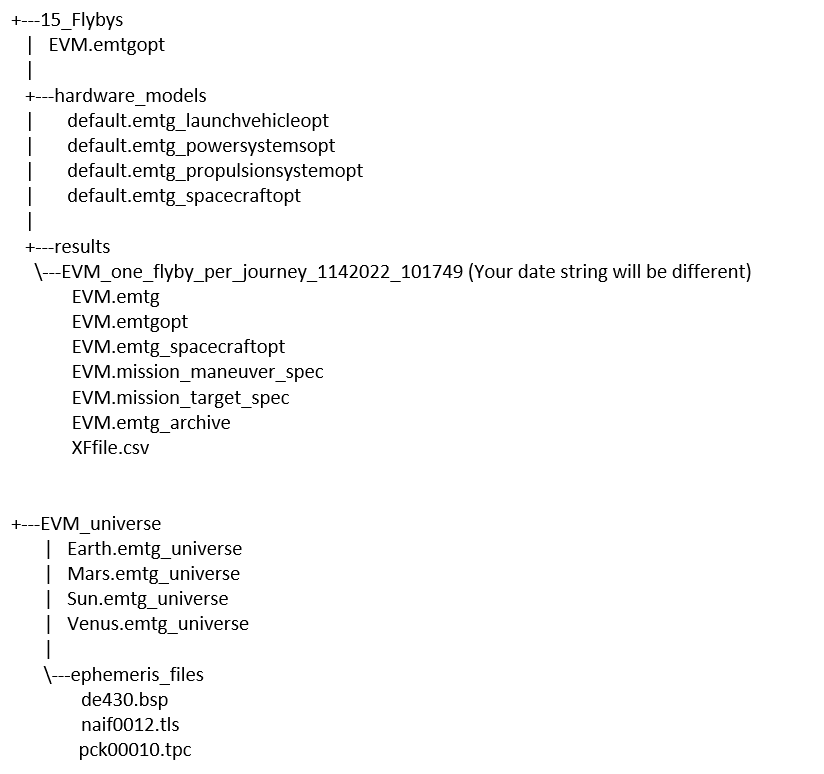 +---15_Flybys
| EVM.emtgopt
|
+---hardware_models
| default.emtg_launchvehicleopt
| default.emtg_powersystemsopt
| default.emtg_propulsionsystemopt
| default.emtg_spacecraftopt
|
+---results
\---EVM_one_flyby_per_journey_1142022_101749 (Your date string will be different)
EVM.emtg
EVM.emtgopt
EVM.emtg_spacecraftopt
EVM.mission_maneuver_spec
EVM.mission_target_spec
EVM.emtg_archive
XFfile.csv
+---EVM_universe
| Earth.emtg_universe
| Mars.emtg_universe
| Sun.emtg_universe
| Venus.emtg_universe
|
\---ephemeris_files
de430.bsp
naif0012.tls
pck00010.tpc